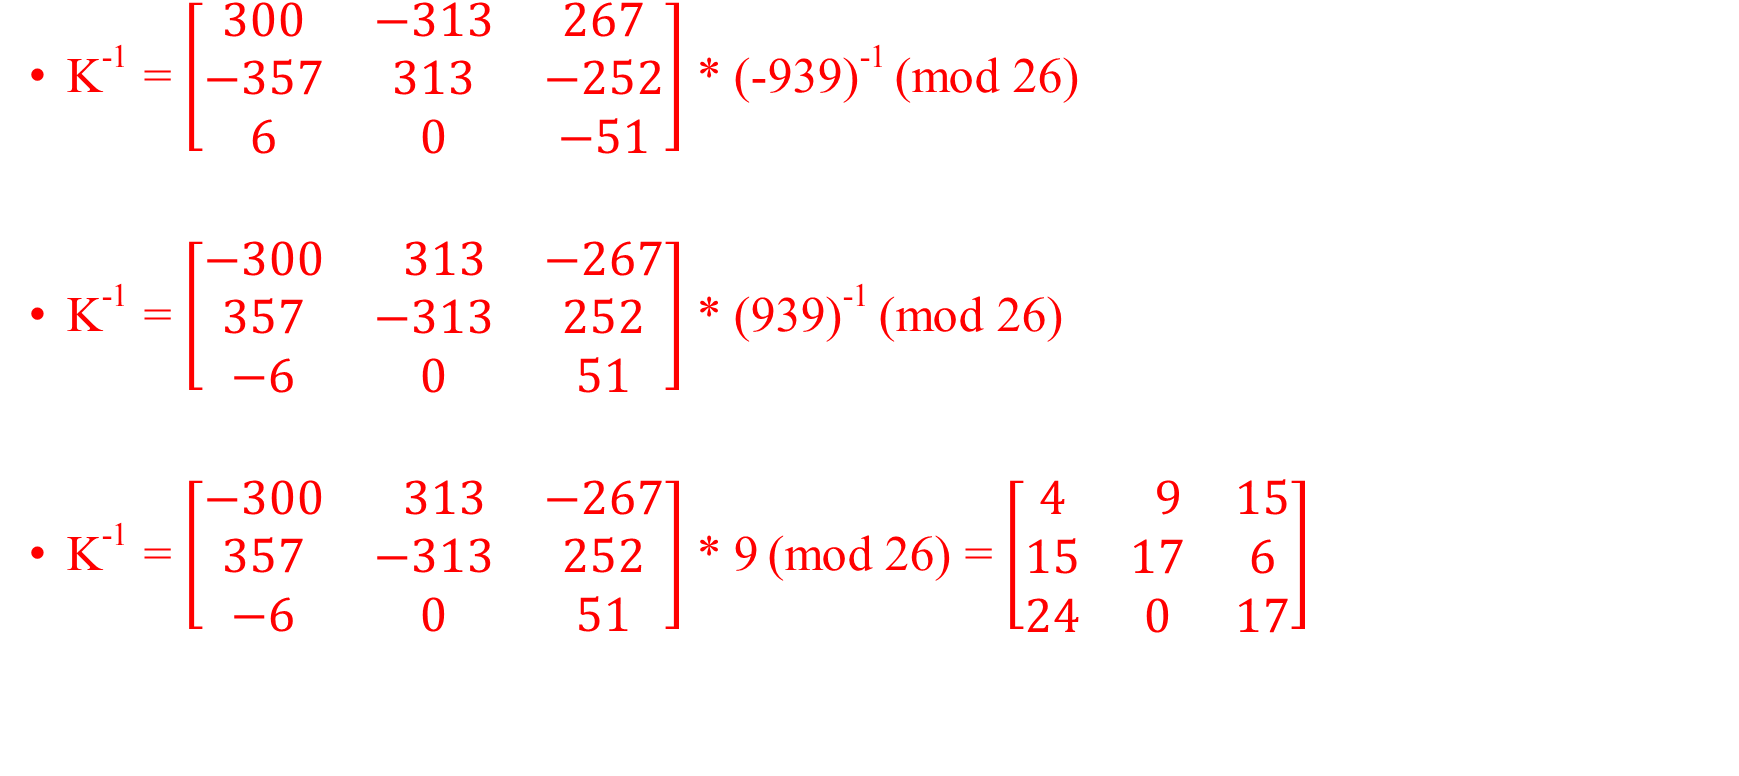 300 −313 267
• K-1 = −357 313 −252 * (-939)-1 (mod 26)
6 0 −51
−300 313 −267
• K-1 = 357 −313 252 * (939)-1 (mod 26)
−6 0 51
−300 313 −267 4 9 15
• K-1 = 357 −313 252 * 9 (mod 26) = 15 17 6
−6 0 51 24 0 17